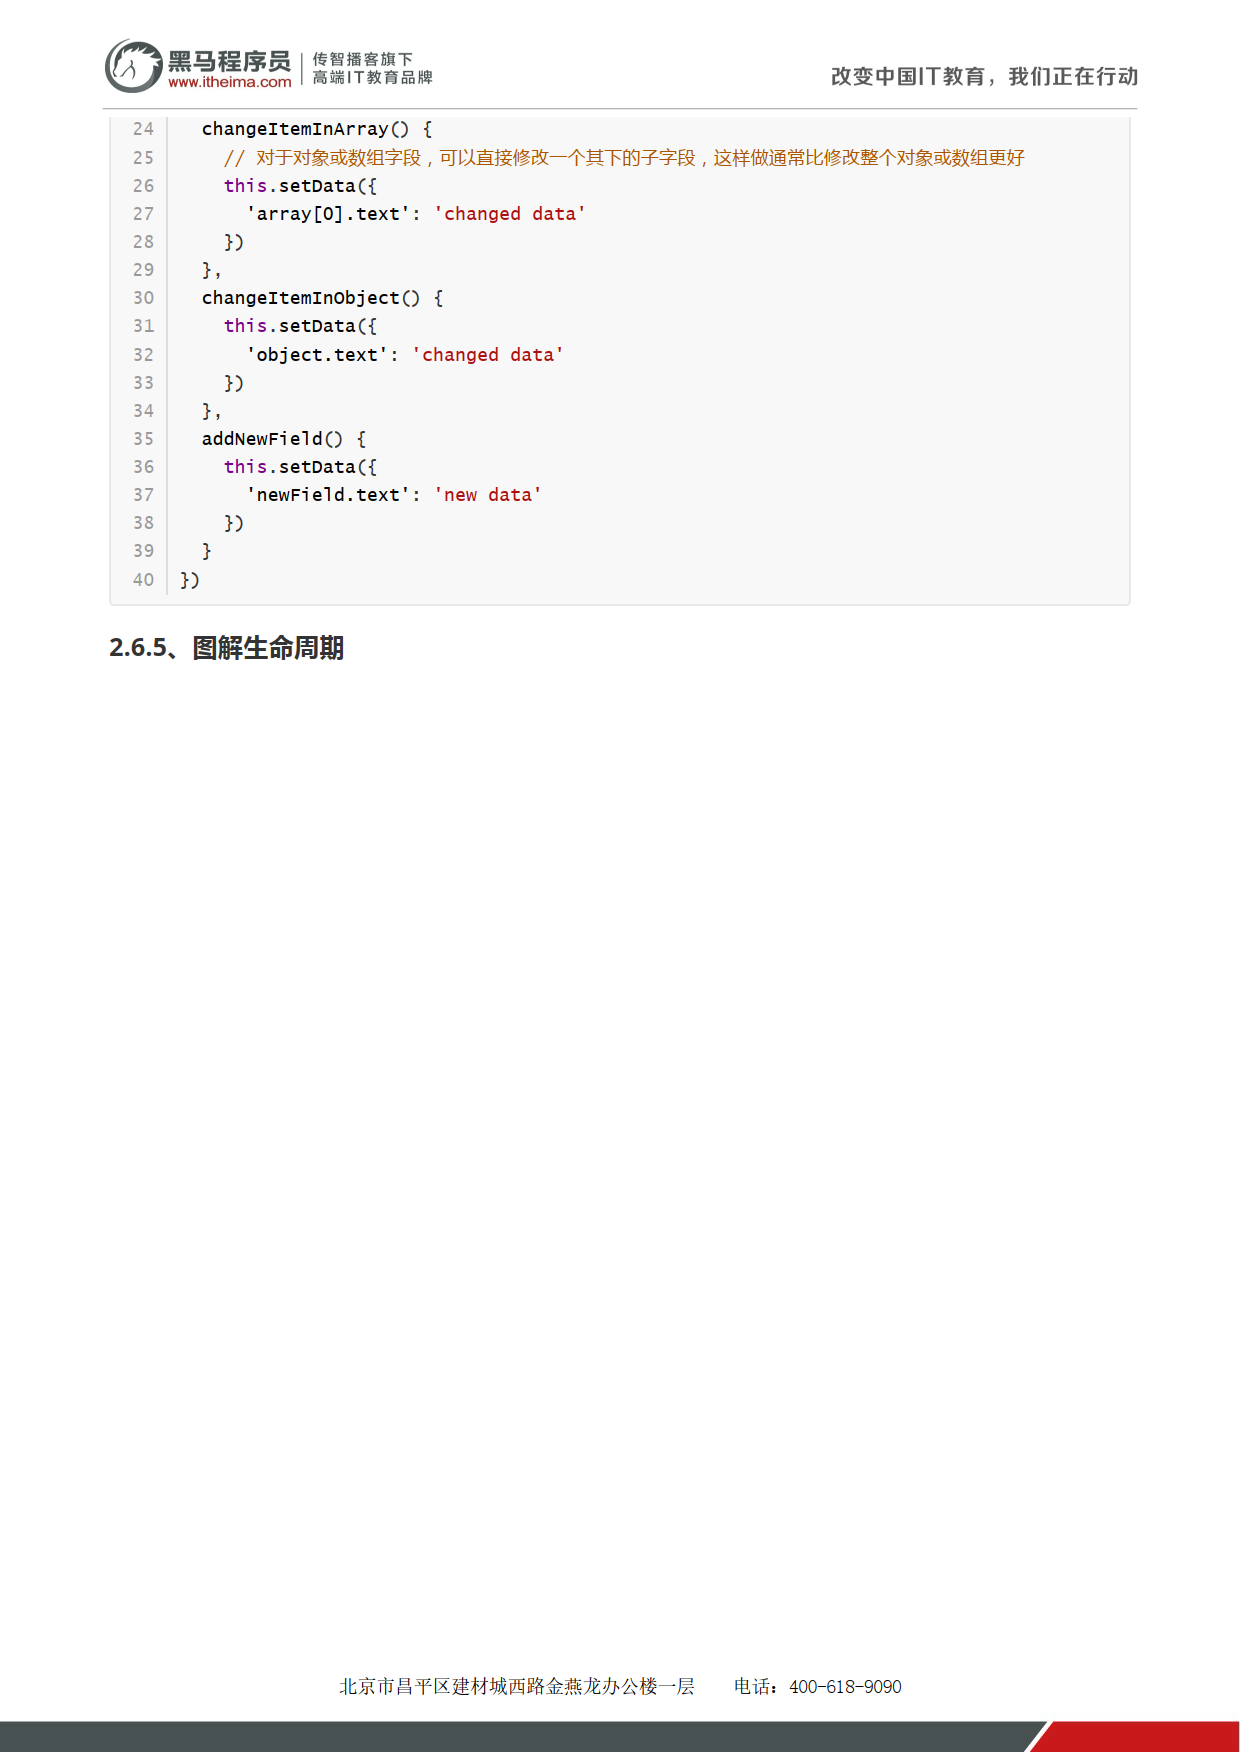 黑马程序员
www.itheima.com
传智播客旗下
高端IT教育品牌
改变中国IT教育，我们正在行动
24 changeItemInArray() {
25 // 对于对象或数组字段，可以直接修改一个其下的子字段，这样做通常比修改整个对象或数组更好
26 this.setData({
27 'array[0].text': 'changed data'
28 })
29 },
30 changeItemInObject() {
31 this.setData({
32 'object.text': 'changed data'
33 })
34 },
35 addNewField() {
36 this.setData({
37 'newField.text': 'new data'
38 })
39 }
40 })
2.6.5、图解生命周期
北京市昌平区建材城西路金燕龙办公楼一层 电话：400-618-9090